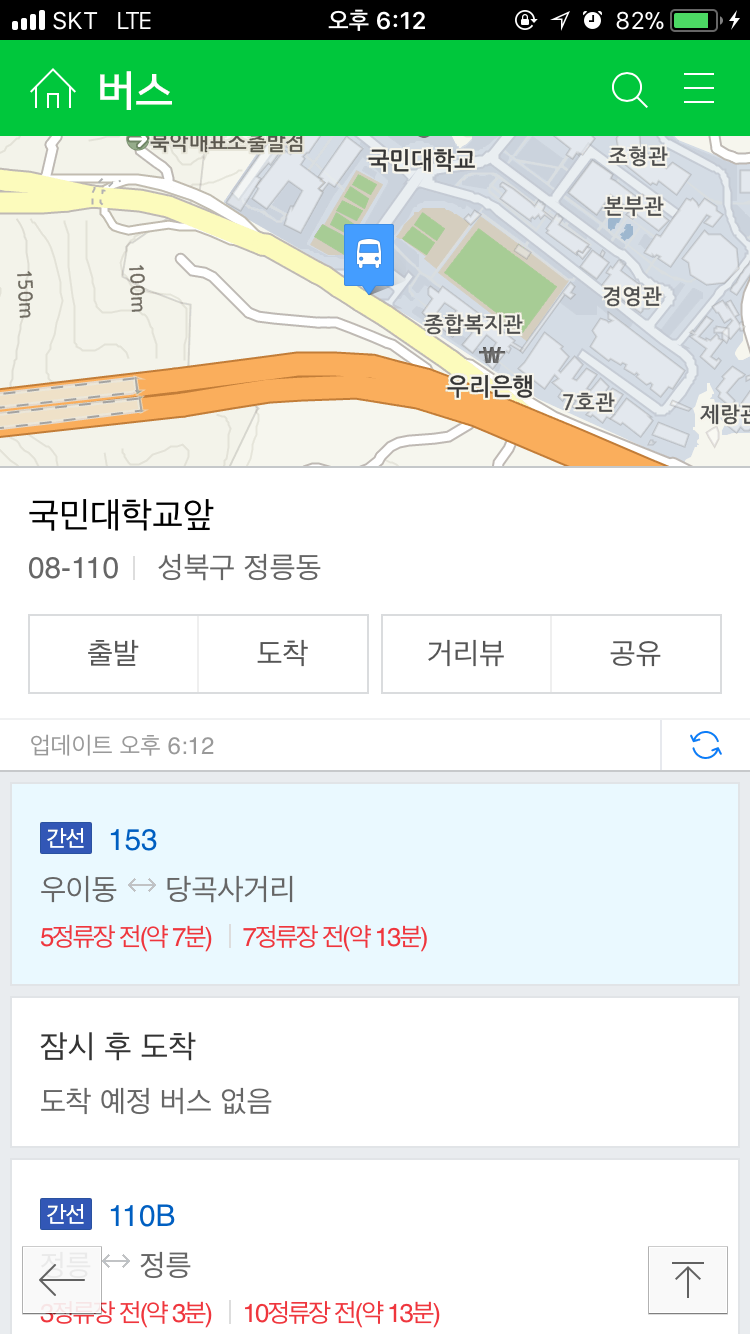 SKT LTE 오후 6:12 82%
버스
북악매표소출발점
국민대학교
조형관
본부관
150m
100m
경영관
종합복지관
₩
우리은행
7호관
제랑관
국민대학교앞
08-110 성북구 정릉동
출발 도착 거리뷰 공유
업데이트 오후 6:12
간선 153
우이동 ↔ 당곡사거리
5정류장 전(약 7분) 7정류장 전(약 13분)
잠시 후 도착
도착 예정 버스 없음
간선 110B
정릉 ↔ 정릉
3정류장 전(약 3분) 10정류장 전(약 13분)